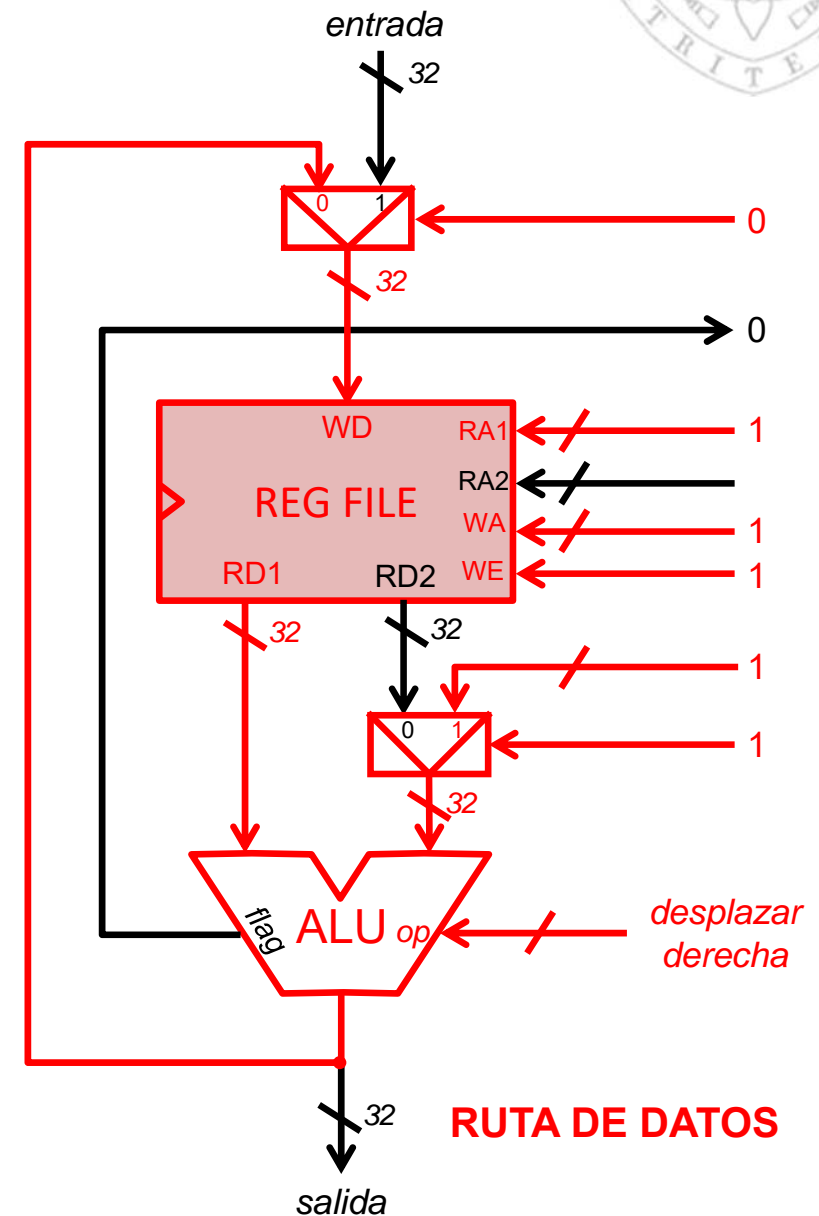 entrada
T R I T E
32
0 1
0
32
0
WD
RA1
1
RA2
REG FILE
WA
1
RD1
RD2
WE
1
32
32
1
0 1
1
32
flag
ALU op
desplazar
derecha
32
RUTA DE DATOS
salida